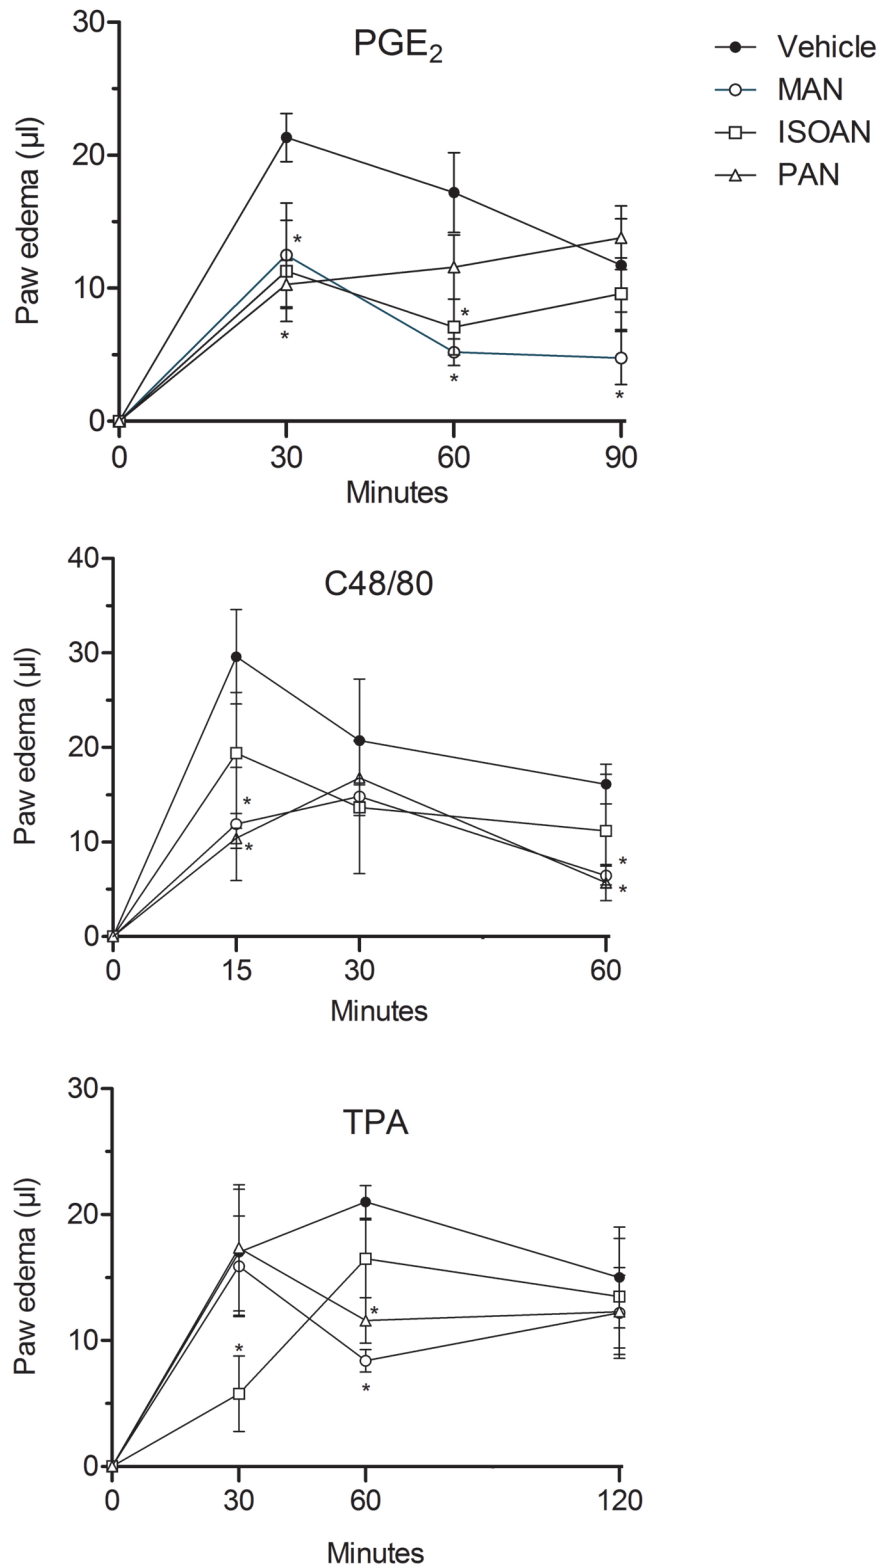 PGE₂
Vehicle
MAN
ISOAN
PAN
Paw edema (µl)
30
20
10
0
*
*
*
*
*
0 30 60 90
Minutes
C48/80
Paw edema (µl)
40
30
20
10
0
*
*
*
*
0 15 30 60
Minutes
TPA
Paw edema (µl)
30
20
10
0
*
*
*
0 30 60 120
Minutes